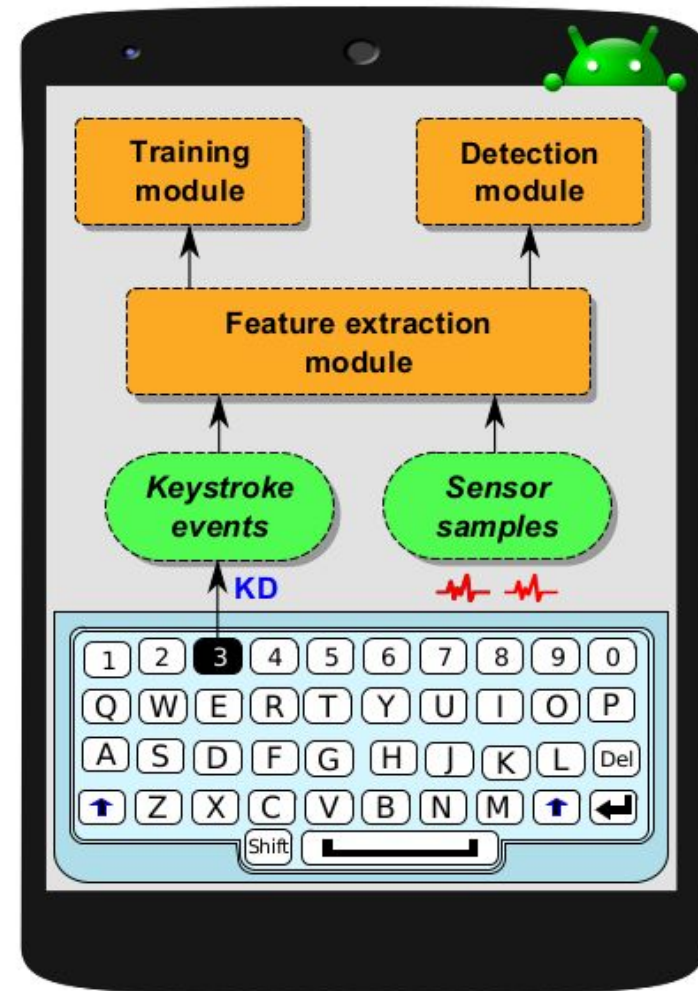 Training
module
Detection
module
Feature extraction
module
Keystroke
events
Sensor
samples
KD
1 2 3 4 5 6 7 8 9 0
Q W E R T Y U I O P
A S D F G H J K L Del
Z X C V B N M
Shift